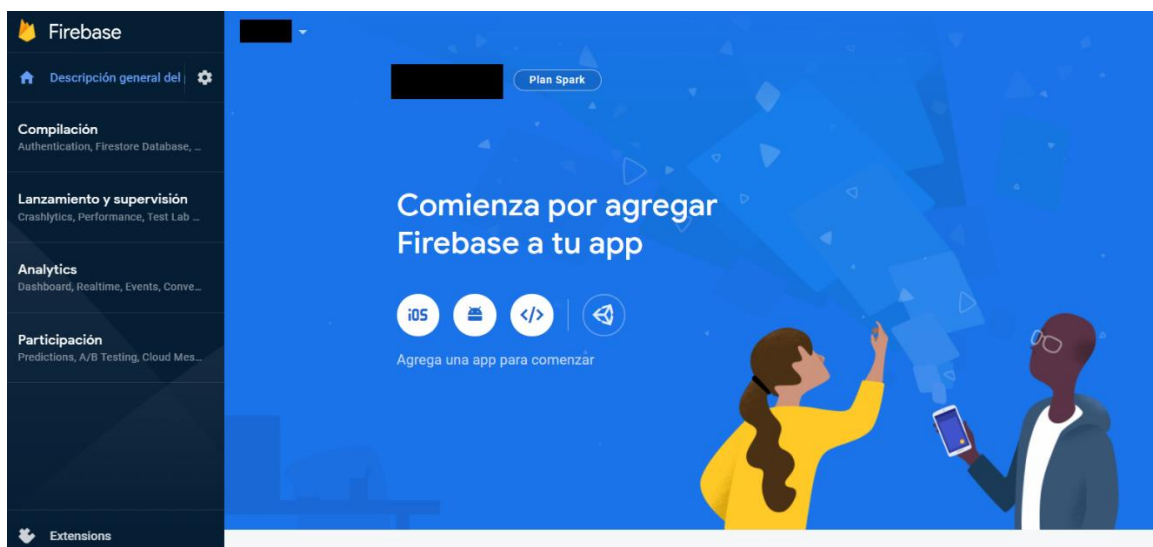 Firebase
Descripción general del
Compilación
Authentication, Firestore Database, ...
Lanzamiento y supervisión
Crashlytics, Performance, Test Lab ...
Analytics
Dashboard, Realtime, Events, Conve...
Participación
Predictions, A/B Testing, Cloud Mes...
Extensions
Plan Spark
Comienza por agregar
Firebase a tu app
iOS
</>
Agrega una app para comenzar